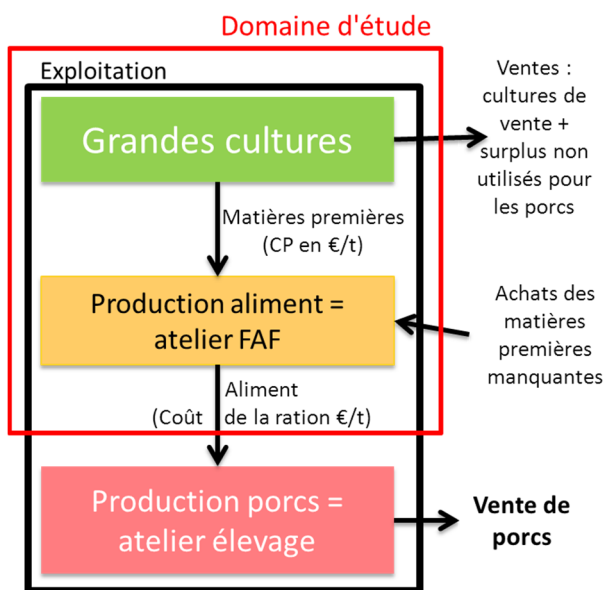 Domaine d'étude
Exploitation
Grandes cultures
Ventes :
cultures de
vente +
surplus non
utilisés pour
les porcs
Matières premières
(CP en €/t)
Production aliment =
atelier FAF
Achats des
matières
premières
manquantes
Aliment
(Coût de la ration €/t)
Production porcs =
atelier élevage
Vente de
porcs